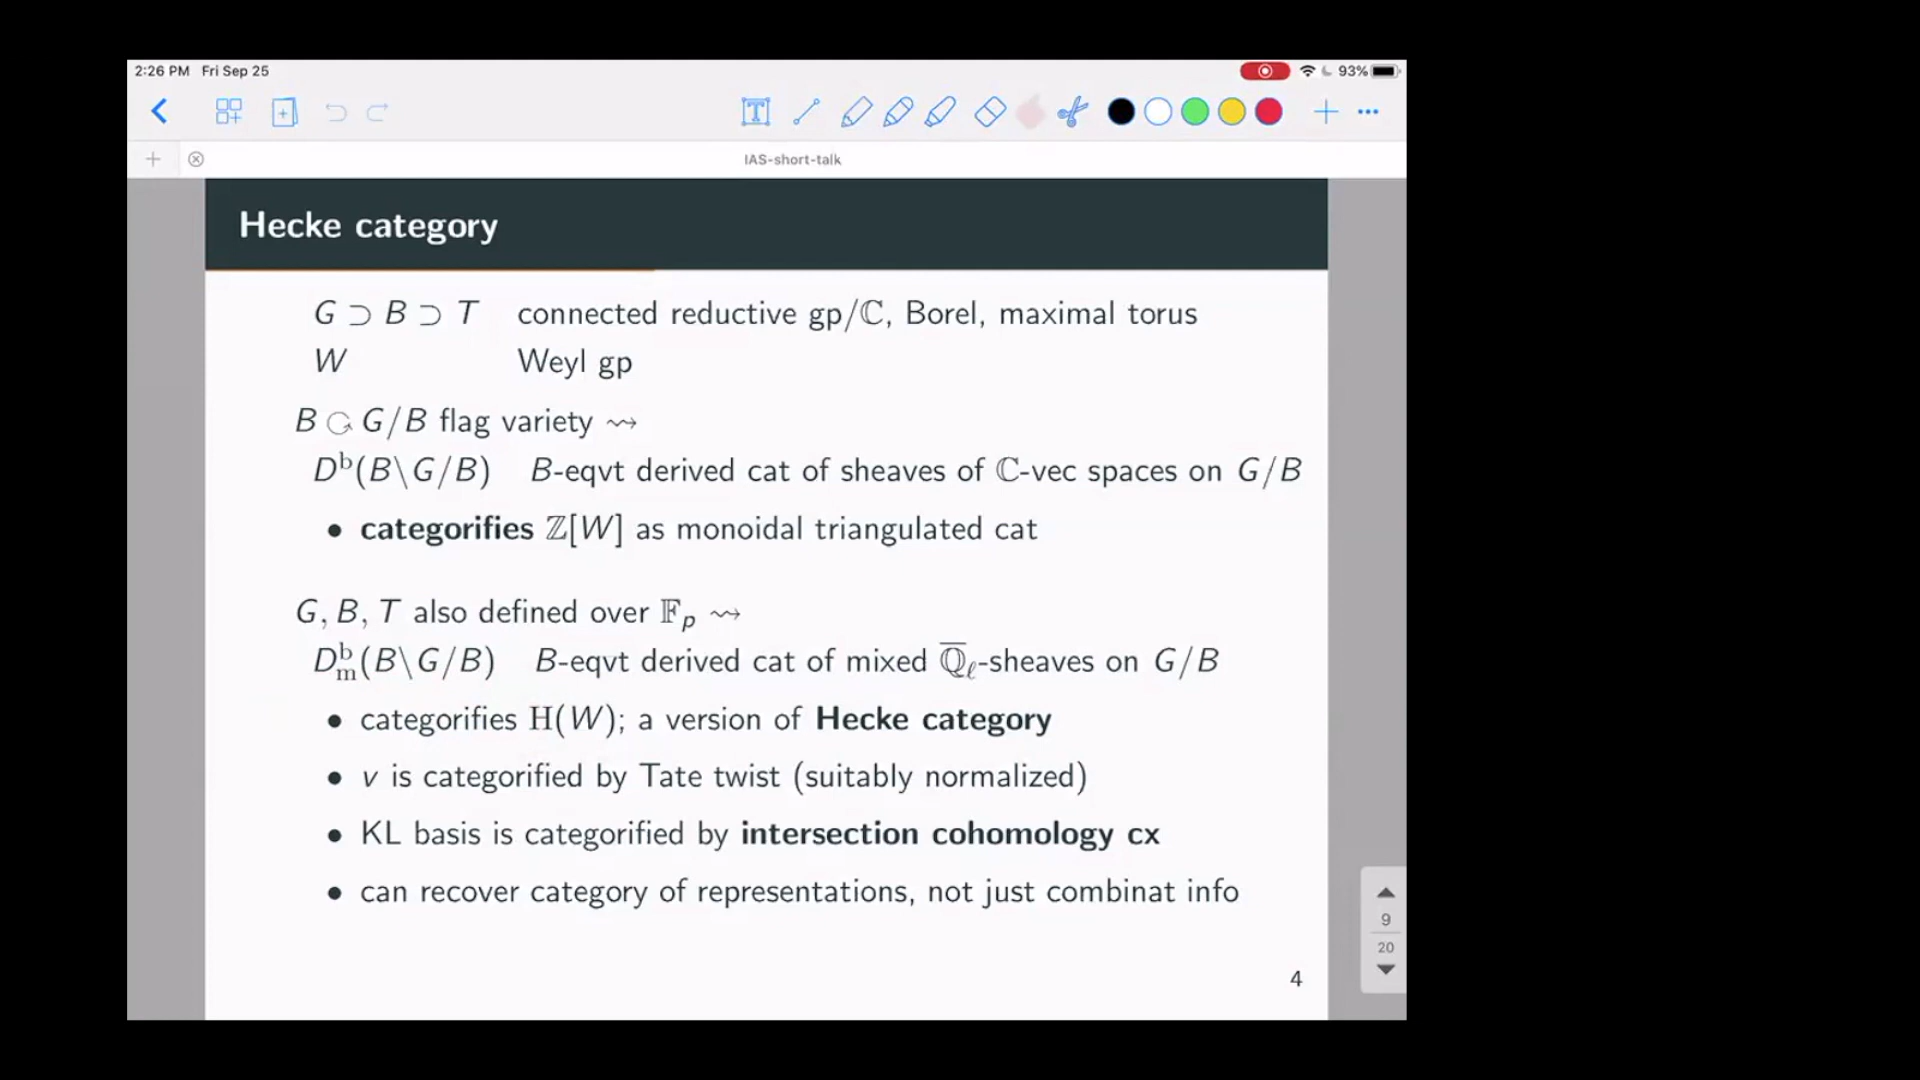 2:26 PM Fri Sep 25
93%
IAS-short-talk
Hecke category
G ⊃ B ⊃ T connected reductive gp/ℂ, Borel, maximal torus
W Weyl gp
B ↻ G/B flag variety ⇝
Dᵇ(B\G/B) B-eqvt derived cat of sheaves of ℂ-vec spaces on G/B
• categorifies ℤ[W] as monoidal triangulated cat
G, B, T also defined over 𝔽ₚ ⇝
Dᵇₘ(B\G/B) B-eqvt derived cat of mixed ℚ̅_ℓ-sheaves on G/B
• categorifies H(W); a version of Hecke category
• v is categorified by Tate twist (suitably normalized)
• KL basis is categorified by intersection cohomology cx
• can recover category of representations, not just combinat info
9
20
4